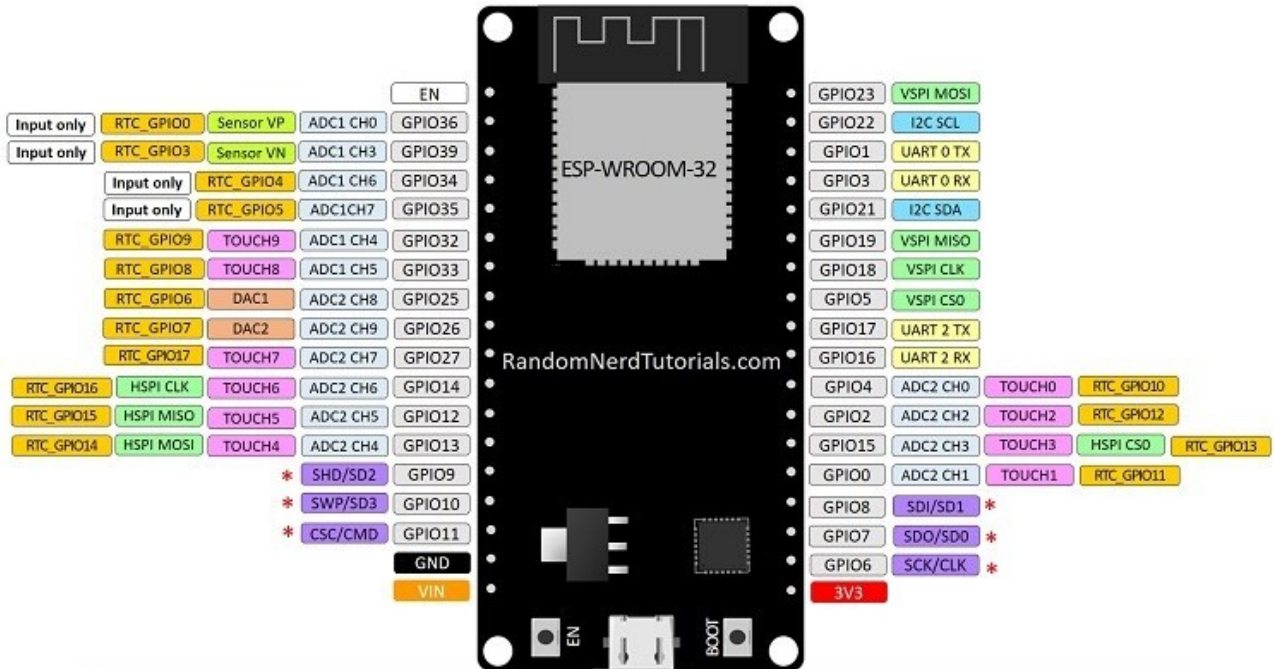 EN
GPIO23 VSPI MOSI
Input only RTC_GPIO0 Sensor VP ADC1 CH0 GPIO36
GPIO22 I2C SCL
Input only RTC_GPIO3 Sensor VN ADC1 CH3 GPIO39
GPIO1 UART 0 TX
Input only RTC_GPIO4 ADC1 CH6 GPIO34
ESP-WROOM-32
GPIO3 UART 0 RX
Input only RTC_GPIO5 ADC1CH7 GPIO35
GPIO21 I2C SDA
RTC_GPIO9 TOUCH9 ADC1 CH4 GPIO32
GPIO19 VSPI MISO
RTC_GPIO8 TOUCH8 ADC1 CH5 GPIO33
GPIO18 VSPI CLK
RTC_GPIO6 DAC1 ADC2 CH8 GPIO25
GPIO5 VSPI CS0
RTC_GPIO7 DAC2 ADC2 CH9 GPIO26
GPIO17 UART 2 TX
RTC_GPIO17 TOUCH7 ADC2 CH7 GPIO27
RandomNerdTutorials.com
GPIO16 UART 2 RX
RTC_GPIO16 HSPI CLK TOUCH6 ADC2 CH6 GPIO14
GPIO4 ADC2 CH0 TOUCH0 RTC_GPIO10
RTC_GPIO15 HSPI MISO TOUCH5 ADC2 CH5 GPIO12
GPIO2 ADC2 CH2 TOUCH2 RTC_GPIO12
RTC_GPIO14 HSPI MOSI TOUCH4 ADC2 CH4 GPIO13
GPIO15 ADC2 CH3 TOUCH3 HSPI CS0 RTC_GPIO13
* SHD/SD2 GPIO9
GPIO0 ADC2 CH1 TOUCH1 RTC_GPIO11
* SWP/SD3 GPIO10
GPIO8 SDI/SD1 *
* CSC/CMD GPIO11
GPIO7 SDO/SD0 *
GND
GPIO6 SCK/CLK *
VIN
3V3
EN
BOOT